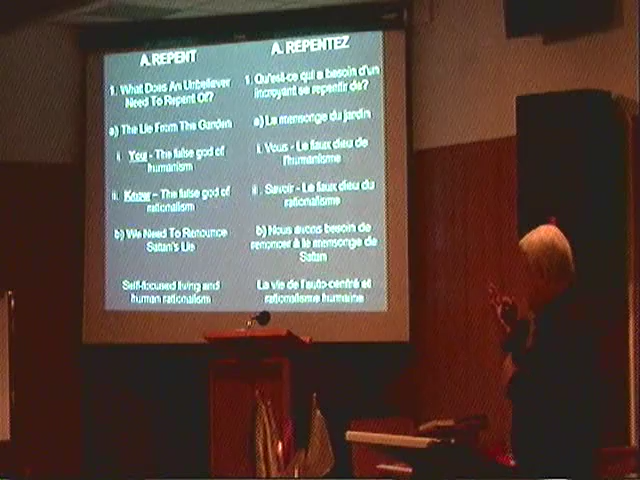 A. REPENT
1. What Does An Unbeliever
Need To Repent Of?
a) The Lie From The Garden
i. You - The false god of
humanism
ii. Know - The false god of
rationalism
b) We Need To Renounce
Satan's Lie
Self-focused living and
human rationalism
A. REPENTEZ
1. Qu'est-ce qui a besoin d'un
incroyant se repentir de?
a) Le mensonge du jardin
i. Vous - Le faux dieu de
l'humanisme
ii. Savoir - Le faux dieu du
rationalisme
b) Nous avons besoin de
renoncer à le mensonge de
Satan
La vie de l'auto-centré et
rationalisme humaine